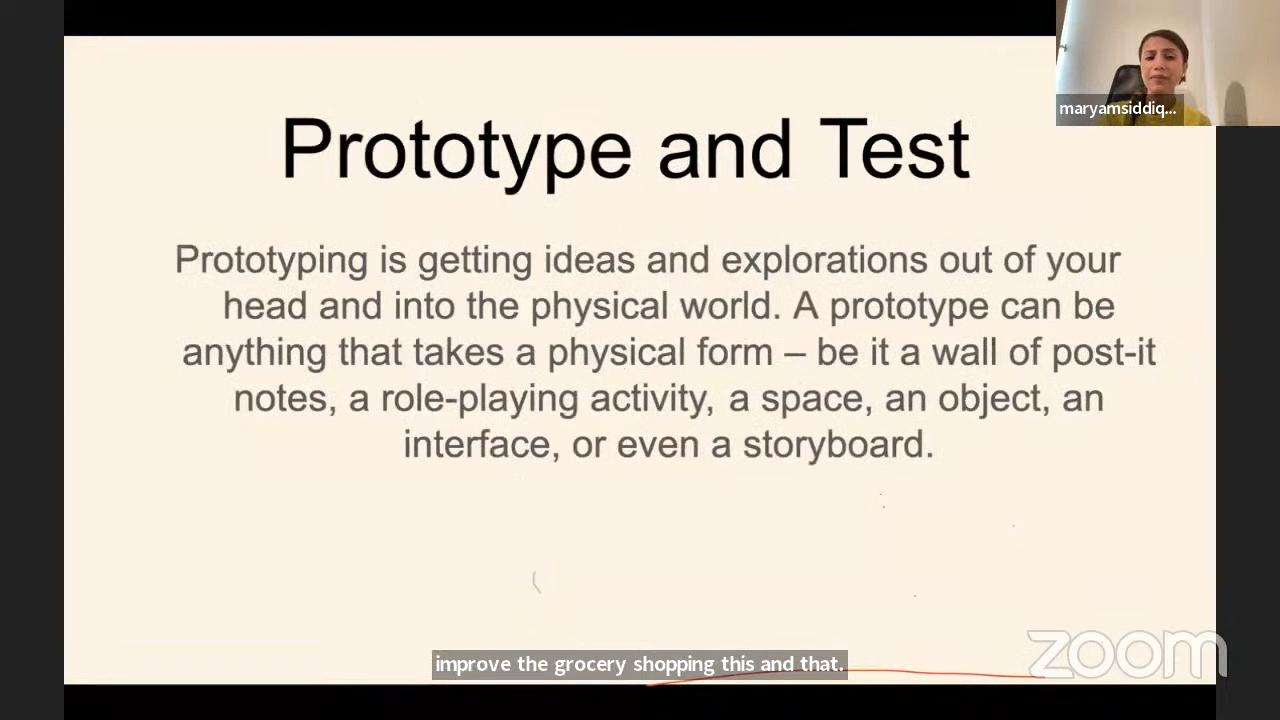 maryamsiddiq...
Prototype and Test
Prototyping is getting ideas and explorations out of your
head and into the physical world. A prototype can be
anything that takes a physical form – be it a wall of post-it
notes, a role-playing activity, a space, an object, an
interface, or even a storyboard.
improve the grocery shopping this and that.
zoom